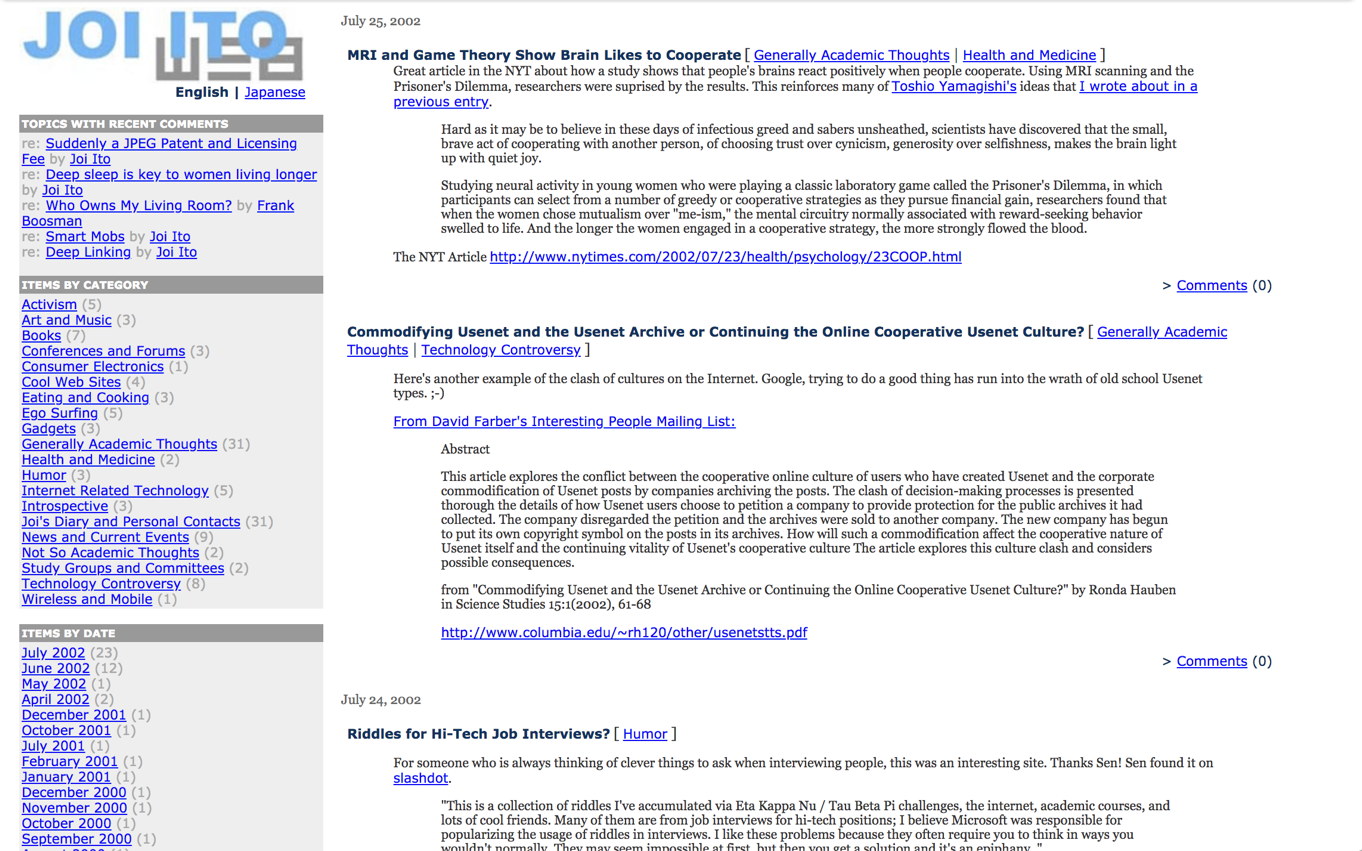 JOI ITO
WEB
English | Japanese
TOPICS WITH RECENT COMMENTS
re: Suddenly a JPEG Patent and Licensing
Fee by Joi Ito
re: Deep sleep is key to women living longer
by Joi Ito
re: Who Owns My Living Room? by Frank
Boosman
re: Smart Mobs by Joi Ito
re: Deep Linking by Joi Ito
ITEMS BY CATEGORY
Activism (5)
Art and Music (3)
Books (7)
Conferences and Forums (3)
Consumer Electronics (1)
Cool Web Sites (4)
Eating and Cooking (3)
Ego Surfing (5)
Gadgets (3)
Generally Academic Thoughts (31)
Health and Medicine (2)
Humor (3)
Internet Related Technology (5)
Introspective (3)
Joi's Diary and Personal Contacts (31)
News and Current Events (9)
Not So Academic Thoughts (2)
Study Groups and Committees (2)
Technology Controversy (8)
Wireless and Mobile (1)
ITEMS BY DATE
July 2002 (23)
June 2002 (12)
May 2002 (1)
April 2002 (2)
December 2001 (1)
October 2001 (1)
July 2001 (1)
February 2001 (1)
January 2001 (1)
December 2000 (1)
November 2000 (1)
October 2000 (1)
September 2000 (1)
July 25, 2002
MRI and Game Theory Show Brain Likes to Cooperate [ Generally Academic Thoughts | Health and Medicine ]
Great article in the NYT about how a study shows that people's brains react positively when people cooperate. Using MRI scanning and the
Prisoner's Dilemma, researchers were suprised by the results. This reinforces many of Toshio Yamagishi's ideas that I wrote about in a
previous entry.
Hard as it may be to believe in these days of infectious greed and sabers unsheathed, scientists have discovered that the small,
brave act of cooperating with another person, of choosing trust over cynicism, generosity over selfishness, makes the brain light
up with quiet joy.
Studying neural activity in young women who were playing a classic laboratory game called the Prisoner's Dilemma, in which
participants can select from a number of greedy or cooperative strategies as they pursue financial gain, researchers found that
when the women chose mutualism over "me-ism," the mental circuitry normally associated with reward-seeking behavior
swelled to life. And the longer the women engaged in a cooperative strategy, the more strongly flowed the blood.
The NYT Article http://www.nytimes.com/2002/07/23/health/psychology/23COOP.html
> Comments (0)
Commodifying Usenet and the Usenet Archive or Continuing the Online Cooperative Usenet Culture? [ Generally Academic
Thoughts | Technology Controversy ]
Here's another example of the clash of cultures on the Internet. Google, trying to do a good thing has run into the wrath of old school Usenet
types. ;-)
From David Farber's Interesting People Mailing List:
Abstract
This article explores the conflict between the cooperative online culture of users who have created Usenet and the corporate
commodification of Usenet posts by companies archiving the posts. The clash of decision-making processes is presented
thorough the details of how Usenet users choose to petition a company to provide protection for the public archives it had
collected. The company disregarded the petition and the archives were sold to another company. The new company has begun
to put its own copyright symbol on the posts in its archives. How will such a commodification affect the cooperative nature of
Usenet itself and the continuing vitality of Usenet's cooperative culture The article explores this culture clash and considers
possible consequences.
from "Commodifying Usenet and the Usenet Archive or Continuing the Online Cooperative Usenet Culture?" by Ronda Hauben
in Science Studies 15:1(2002), 61-68
http://www.columbia.edu/~rh120/other/usenetstts.pdf
> Comments (0)
July 24, 2002
Riddles for Hi-Tech Job Interviews? [ Humor ]
For someone who is always thinking of clever things to ask when interviewing people, this was an interesting site. Thanks Sen! Sen found it on
slashdot.
"This is a collection of riddles I've accumulated via Eta Kappa Nu / Tau Beta Pi challenges, the internet, academic courses, and
lots of cool friends. Many of them are from job interviews for hi-tech positions; I believe Microsoft was responsible for
popularizing the usage of riddles in interviews. I like these problems because they often require you to think in ways you
wouldn't normally. They may seem impossible at first, but then you get a solution and it's an epiphany. "